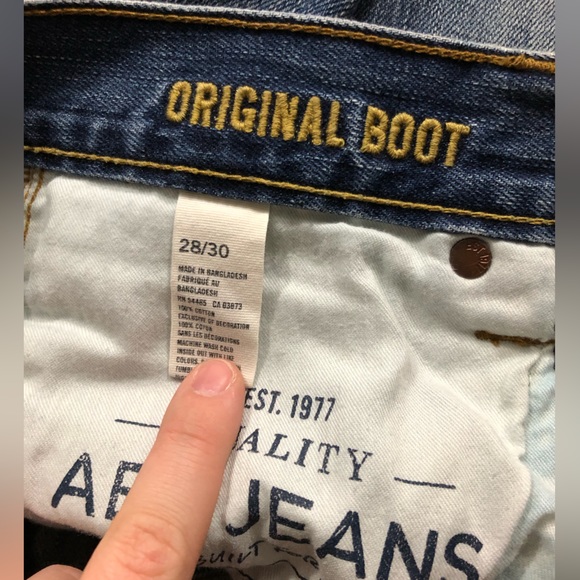 ORIGINAL BOOT
28/30
MADE IN BANGLADESH
FABRIQUÉ AU
BANGLADESH
RN 54485 CA 03873
100% COTTON
EXCLUSIVE OF DECORATION
100% COTON
SANS LES DÉCORATIONS
MACHINE WASH COLD
INSIDE OUT WITH LIKE
COLORS,
EST. 1977
JEANS